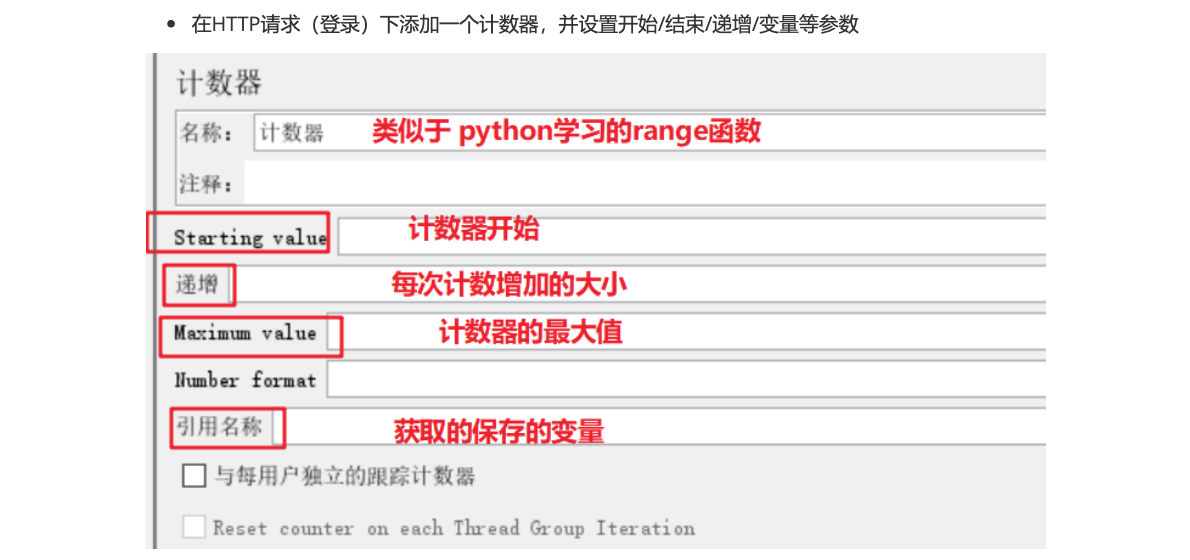 • 在HTTP请求（登录）下添加一个计数器，并设置开始/结束/递增/变量等参数
计数器
名称： 计数器 类似于 python学习的range函数
注释：
Starting value 计数器开始
递增 每次计数增加的大小
Maximum value 计数器的最大值
Number format
引用名称 获取的保存的变量
与每用户独立的跟踪计数器
Reset counter on each Thread Group Iteration